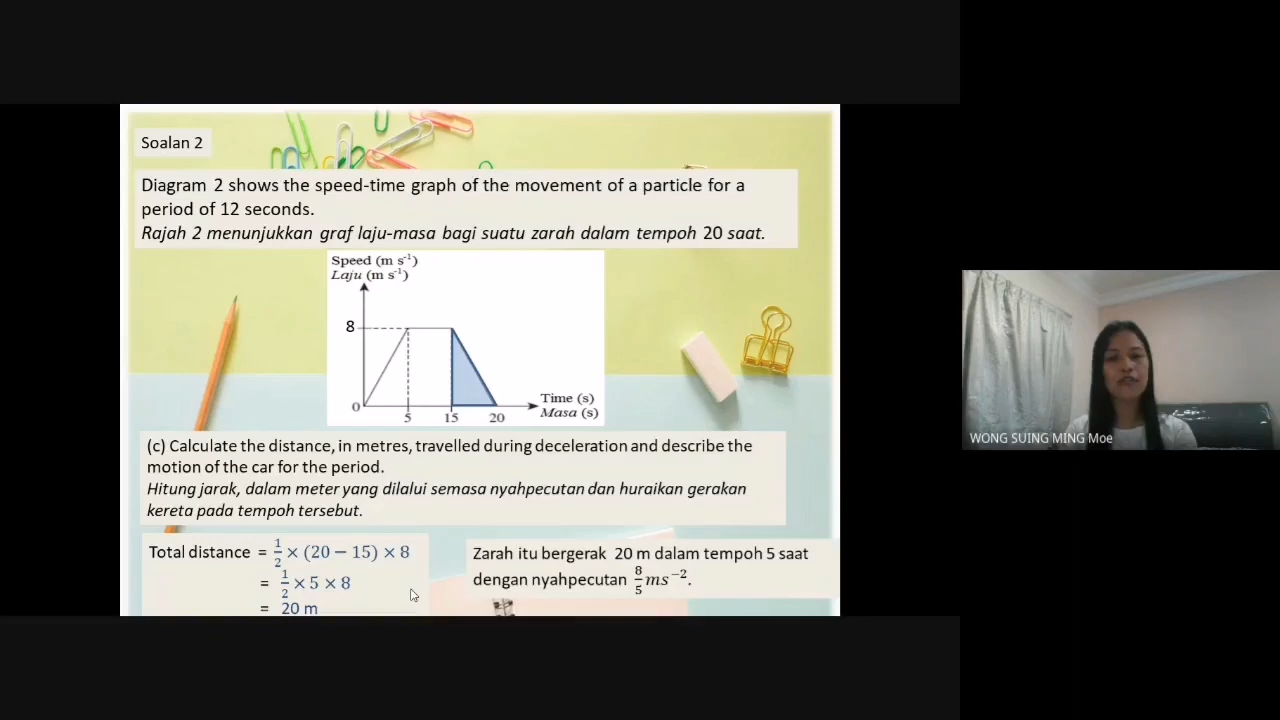 Soalan 2
Diagram 2 shows the speed-time graph of the movement of a particle for a
period of 12 seconds.
Rajah 2 menunjukkan graf laju-masa bagi suatu zarah dalam tempoh 20 saat.
Speed (m s⁻¹)
Laju (m s⁻¹)
8
0
5
15
20
Time (s)
Masa (s)
(c) Calculate the distance, in metres, travelled during deceleration and describe the
motion of the car for the period.
Hitung jarak, dalam meter yang dilalui semasa nyahpecutan dan huraikan gerakan
kereta pada tempoh tersebut.
Total distance = 1/2 × (20 − 15) × 8
= 1/2 × 5 × 8
= 20 m
Zarah itu bergerak 20 m dalam tempoh 5 saat
dengan nyahpecutan 8/5 ms⁻².
WONG SUING MING Moe